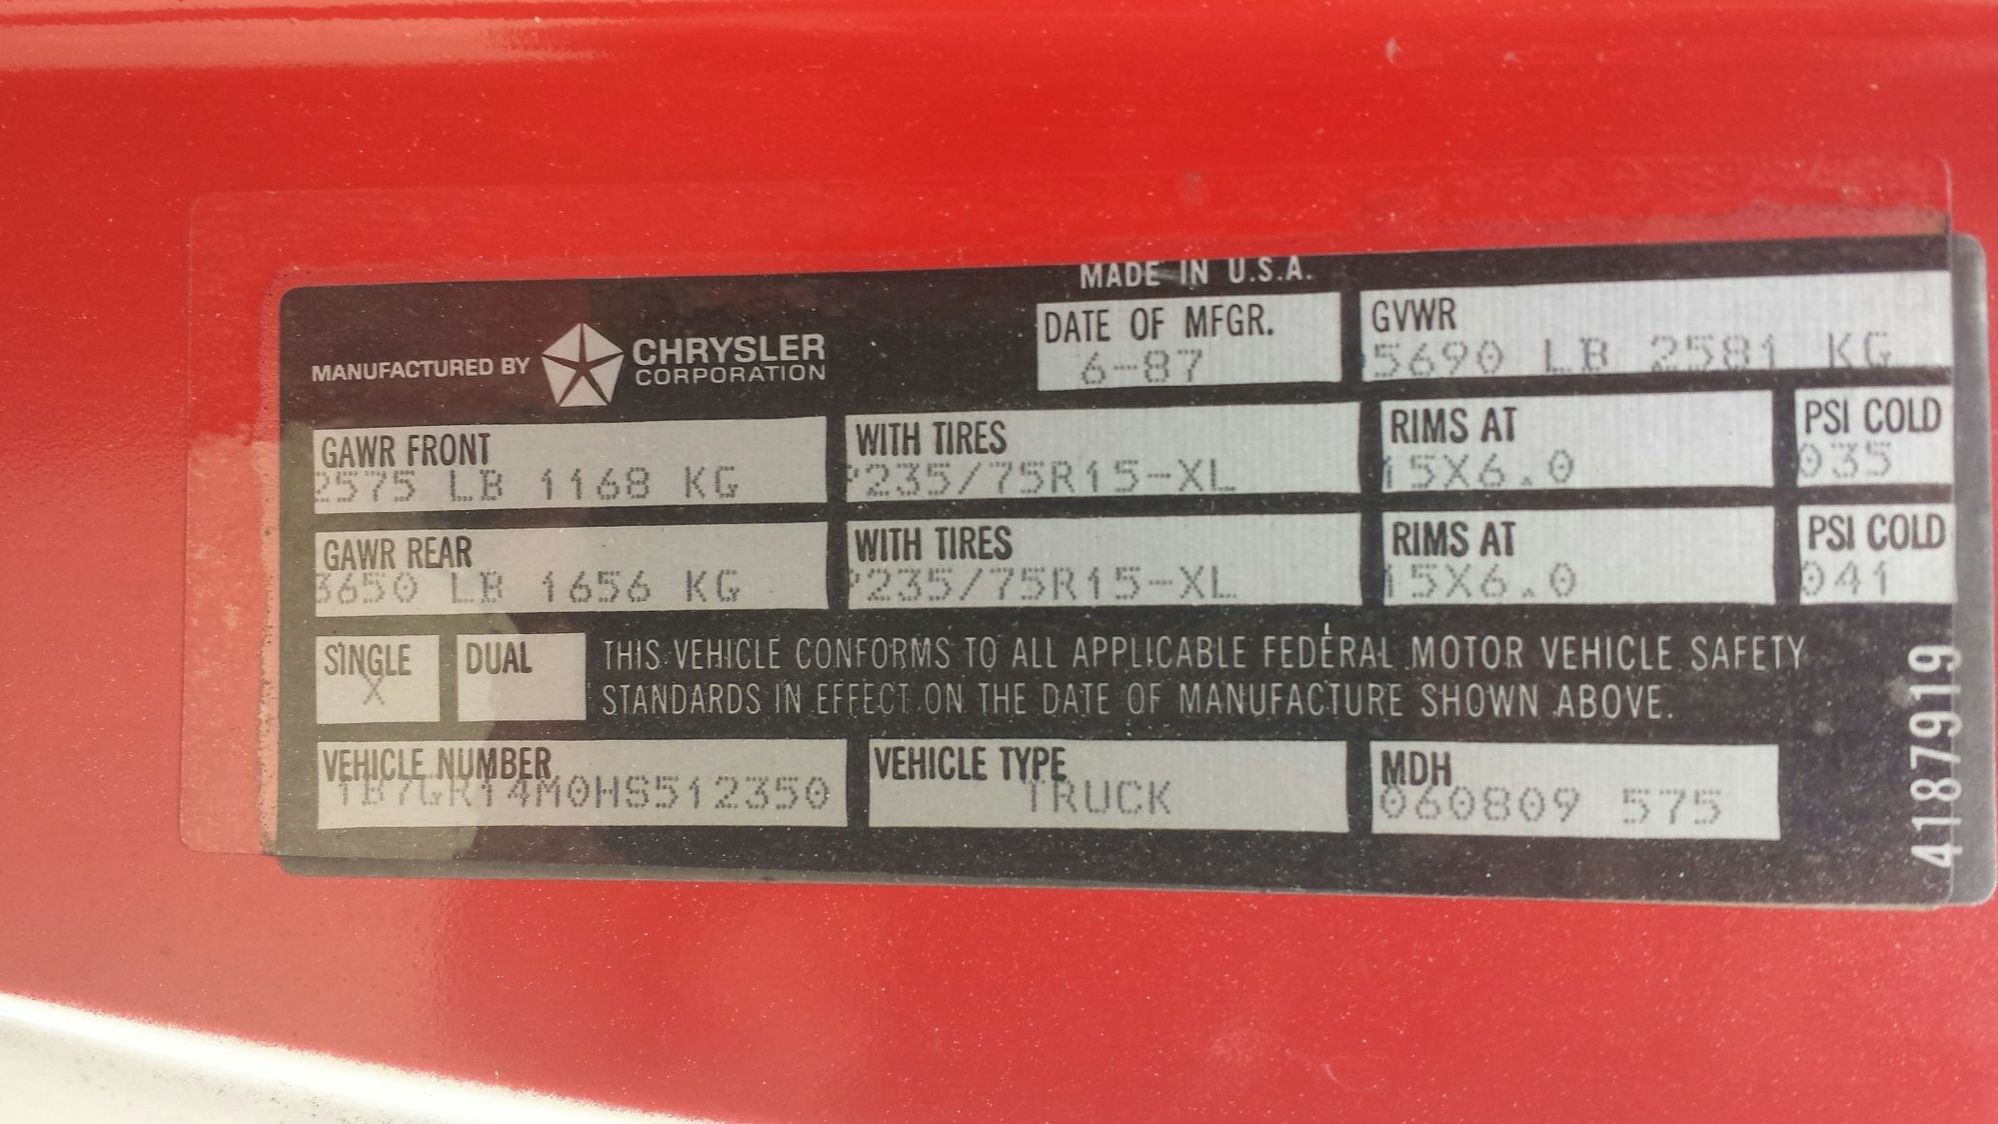 MADE IN U.S.A.
MANUFACTURED BY CHRYSLER CORPORATION
DATE OF MFGR.
6-87
GVWR
5690 LB 2581 KG
GAWR FRONT
2575 LB 1168 KG
WITH TIRES
P235/75R15-XL
RIMS AT
15X6.0
PSI COLD
035
GAWR REAR
3650 LB 1656 KG
WITH TIRES
P235/75R15-XL
RIMS AT
15X6.0
PSI COLD
041
SINGLE
X
DUAL
THIS VEHICLE CONFORMS TO ALL APPLICABLE FEDERAL MOTOR VEHICLE SAFETY
STANDARDS IN EFFECT ON THE DATE OF MANUFACTURE SHOWN ABOVE.
VEHICLE NUMBER
1B7GR14M0HS512350
VEHICLE TYPE
TRUCK
MDH
060809 575
4187919